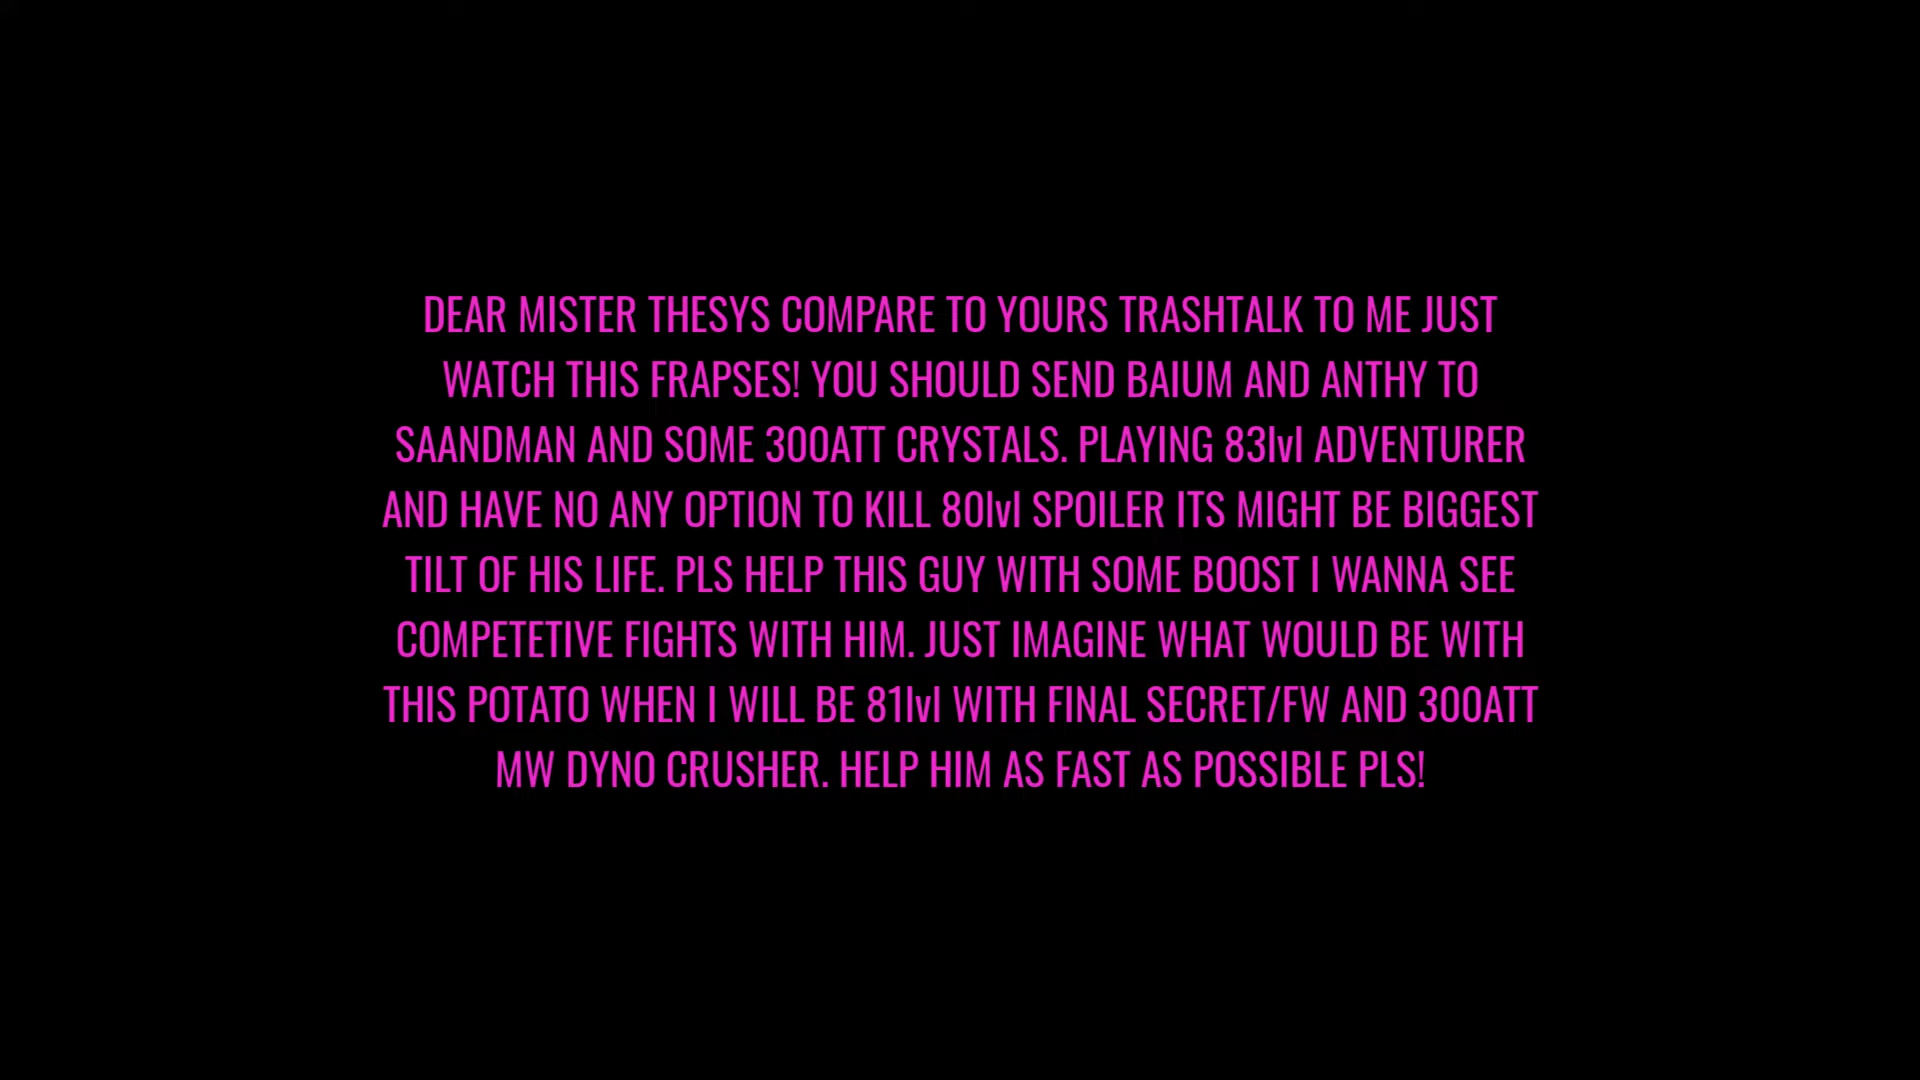 DEAR MISTER THESYS COMPARE TO YOURS TRASHTALK TO ME JUST
WATCH THIS FRAPSES! YOU SHOULD SEND BAIUM AND ANTHY TO
SAANDMAN AND SOME 300ATT CRYSTALS. PLAYING 83lvl ADVENTURER
AND HAVE NO ANY OPTION TO KILL 80lvl SPOILER ITS MIGHT BE BIGGEST
TILT OF HIS LIFE. PLS HELP THIS GUY WITH SOME BOOST I WANNA SEE
COMPETETIVE FIGHTS WITH HIM. JUST IMAGINE WHAT WOULD BE WITH
THIS POTATO WHEN I WILL BE 81lvl WITH FINAL SECRET/FW AND 300ATT
MW DYNO CRUSHER. HELP HIM AS FAST AS POSSIBLE PLS!